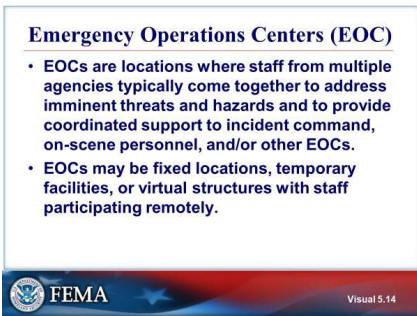 Emergency Operations Centers (EOC)
• EOCs are locations where staff from multiple
agencies typically come together to address
imminent threats and hazards and to provide
coordinated support to incident command,
on-scene personnel, and/or other EOCs.
• EOCs may be fixed locations, temporary
facilities, or virtual structures with staff
participating remotely.
FEMA
Visual 5.14